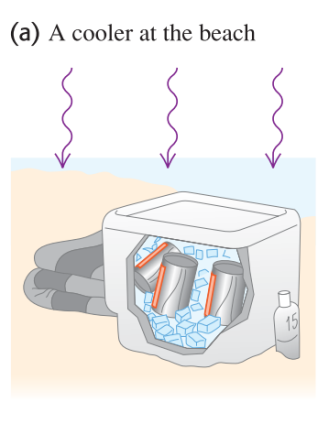 (a) A cooler at the beach
15